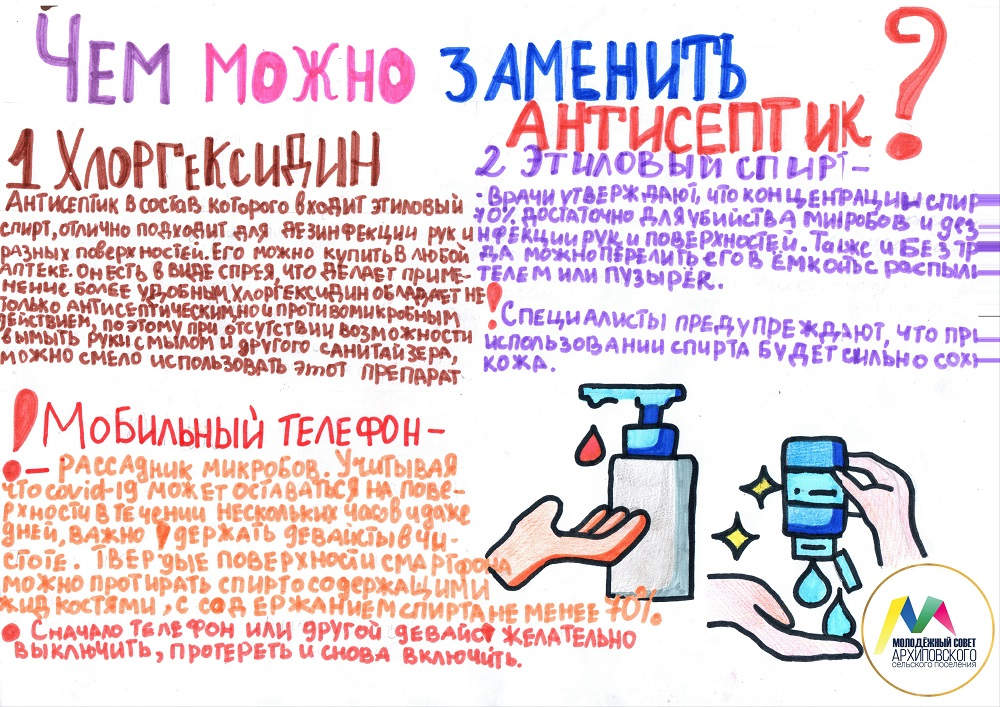 Чем можно заменить
антисептик?
1 Хлоргексидин
Антисептик в состав которого входит этиловый
спирт, отлично подходит для дезинфекции рук и
разных поверхностей. Его можно купить в любой
аптеке. Он есть в виде спрея, что делает приме-
нение более удобным. Хлоргексидин обладает не
только антисептическим, но и противомикробным
действием, поэтому при отсутствии возможности
вымыть руки с мылом и другого санитайзера,
можно смело использовать этот препарат
2 Этиловый спирт-
- Врачи утверждают, что концентрации спир
70% достаточно для убийства микробов и дез
нфекции рук и поверхностей. Также и без тр
да можно перелить его в емкость с распыли
телем или пузырек.
! Специалисты предупреждают, что при
использовании спирта будет сильно сохн
кожа.
! Мобильный телефон-
- рассадник микробов. Учитывая
что covid-19 может оставаться на пове-
рхности в течении нескольких часов и даже
дней, важно ! держать девайсты в чи-
стоте. Твердые поверхности смартфона
можно протирать спиртосодержащими
жидкостями, с содержанием спирта не менее 70%.
• Сначало телефон или другой девайст желательно
выключить, протереть и снова включить.
МОЛОДЁЖНЫЙ СОВЕТ
АРХИПОВСКОГО
СЕЛЬСКОГО ПОСЕЛЕНИЯ